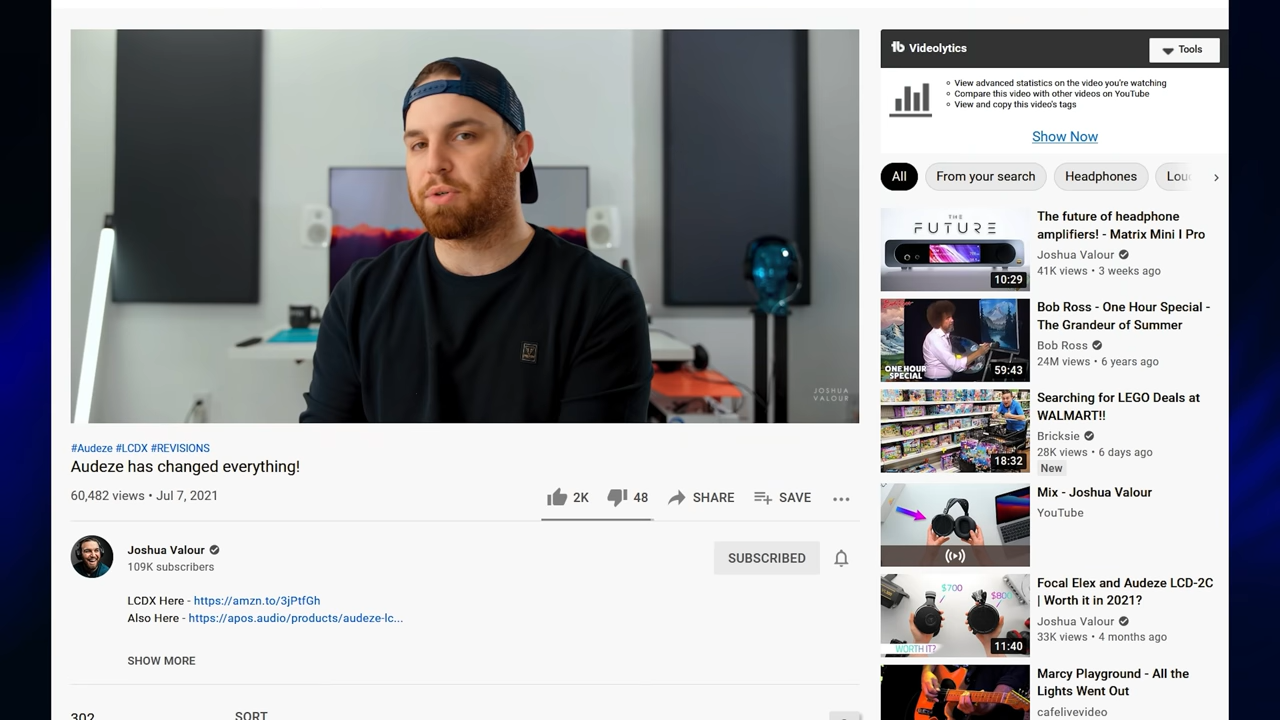 JOSHUA
VALOUR
#Audeze #LCDX #REVISIONS
Audeze has changed everything!
60,482 views • Jul 7, 2021
2K
48
SHARE
SAVE
Joshua Valour
109K subscribers
SUBSCRIBED
LCDX Here - https://amzn.to/3jPtfGh
Also Here - https://apos.audio/products/audeze-lc...
SHOW MORE
302
SORT
Videolytics
Tools
View advanced statistics on the video you're watching
Compare this video with other videos on YouTube
View and copy this video's tags
Show Now
All
From your search
Headphones
Lou
THE
FUTURE
10:29
The future of headphone
amplifiers! - Matrix Mini I Pro
Joshua Valour
41K views • 3 weeks ago
ONE HOUR
SPECIAL
59:43
Bob Ross - One Hour Special -
The Grandeur of Summer
Bob Ross
24M views • 6 years ago
18:32
Searching for LEGO Deals at
WALMART!!
Bricksie
28K views • 6 days ago
New
Mix - Joshua Valour
YouTube
$700
$800
WORTH IT?
11:40
Focal Elex and Audeze LCD-2C
| Worth it in 2021?
Joshua Valour
33K views • 4 months ago
Marcy Playground - All the
Lights Went Out
cafelivevideo